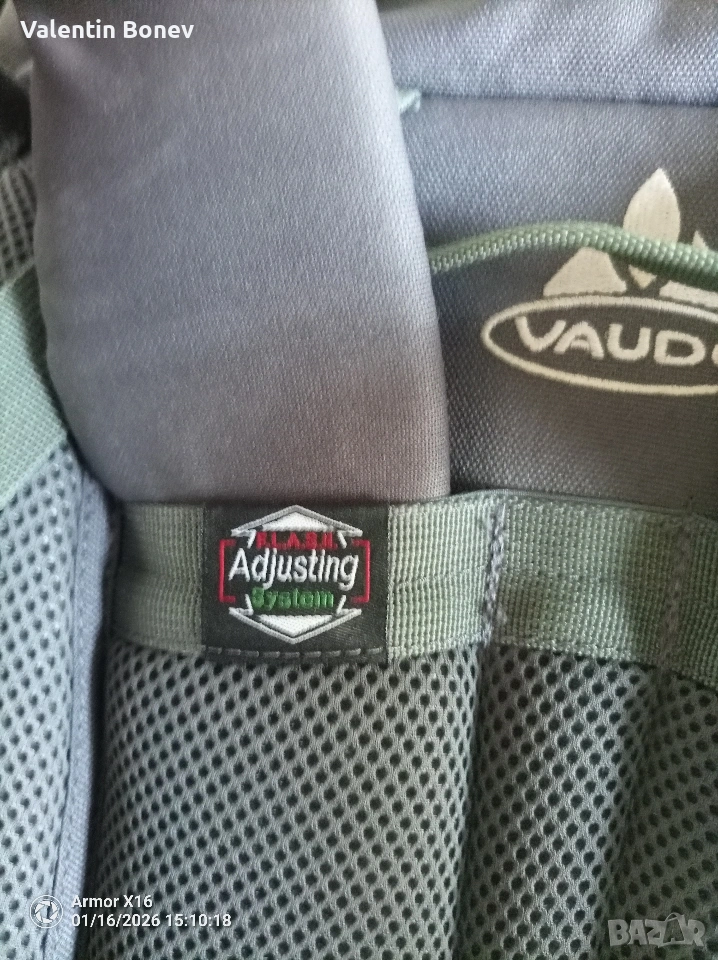 Valentin Bonev
VAUD
F.L.A.S.H.
Adjusting
System
Armor X16
01/16/2026 15:10:18
BAZAR